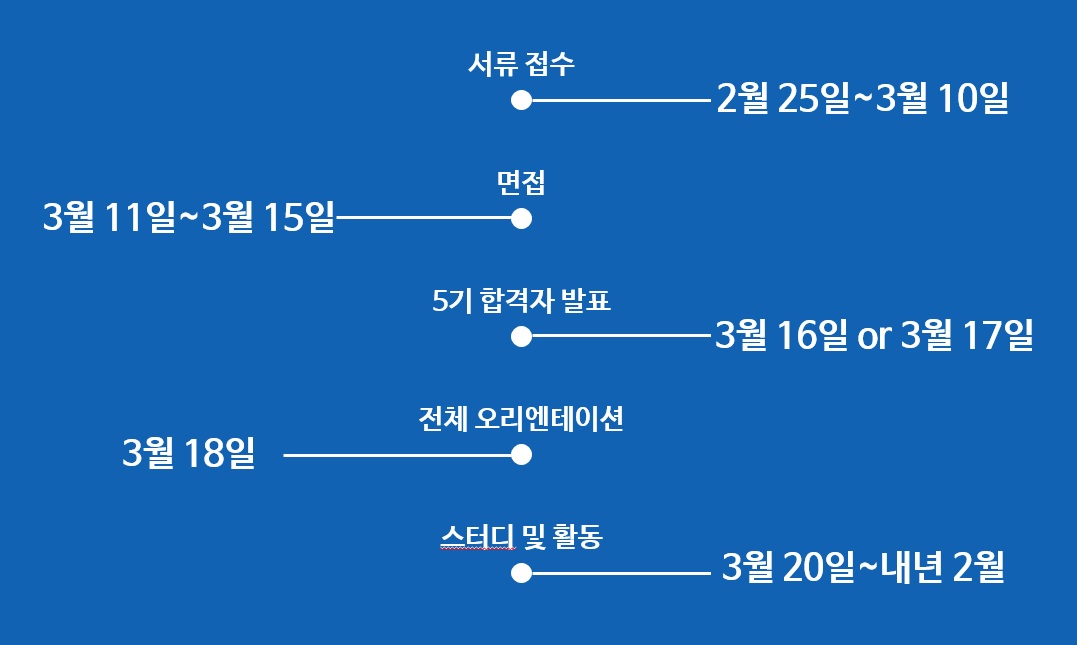 서류 접수
2월 25일~3월 10일
면접
3월 11일~3월 15일
5기 합격자 발표
3월 16일 or 3월 17일
전체 오리엔테이션
3월 18일
스터디 및 활동
3월 20일~내년 2월